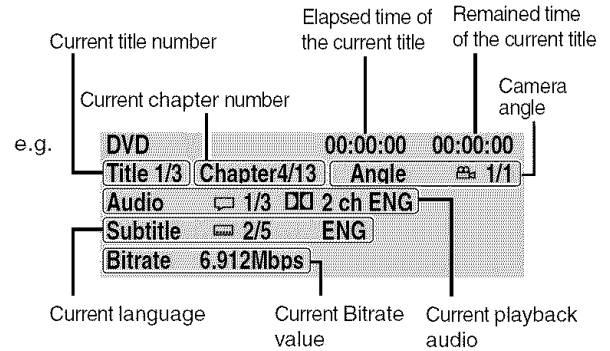 Elapsed time of
the current title
Remained time
of the current title
Current title number
Camera
angle
Current chapter number
e.g.
DVD 00:00:00 00:00:00
Title 1/3 Chapter4/13 Angle 1/1
Audio 1/3 2 ch ENG
Subtitle 2/5 ENG
Bitrate 6.912Mbps
Current language
Current Bitrate
value
Current playback
audio